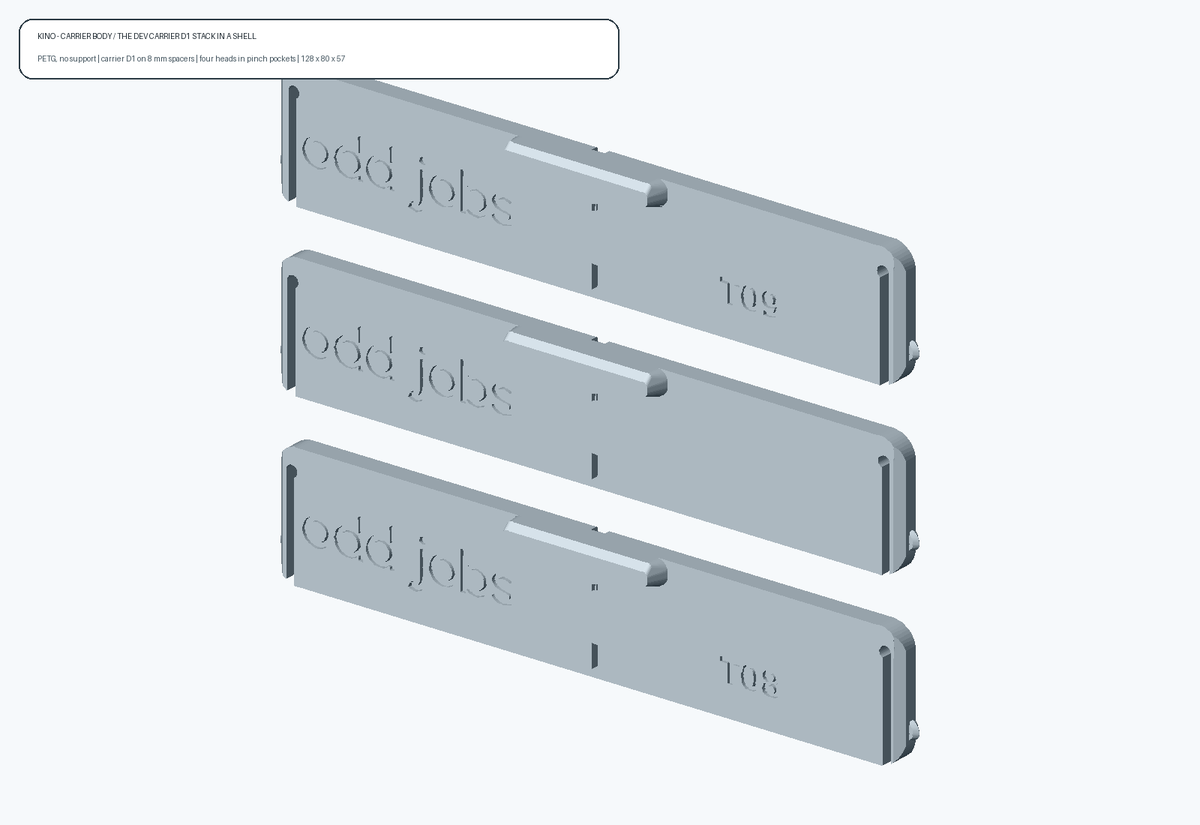 KINO - CARRIER BODY / THE DEV CARRIER D1 STACK IN A SHELL
PETG, no support | carrier D1 on 8 mm spacers | four heads in pinch pockets | 128 x 80 x 57
odd jobs
T09
odd jobs
odd jobs
T08